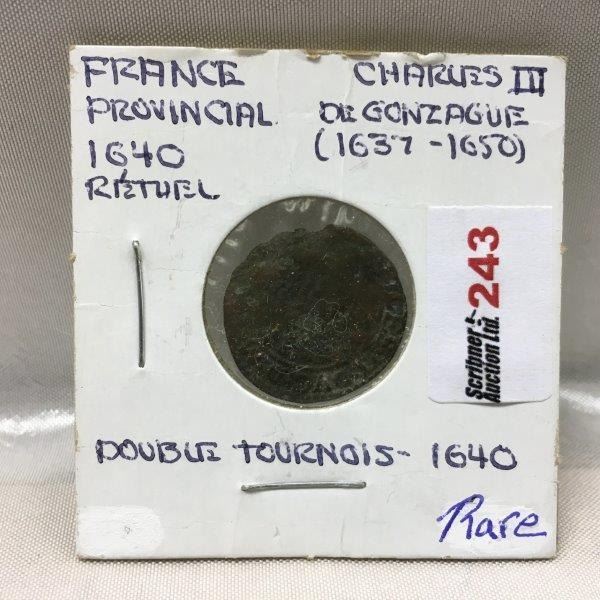 FRANCE
PROVINCIAL
1640
RÉTHEL
CHARLES III
DE GONZAGUE
(1637-1650)
Scribner
Auction Ltd.
243
DOUBLE TOURNOIS- 1640
Rare